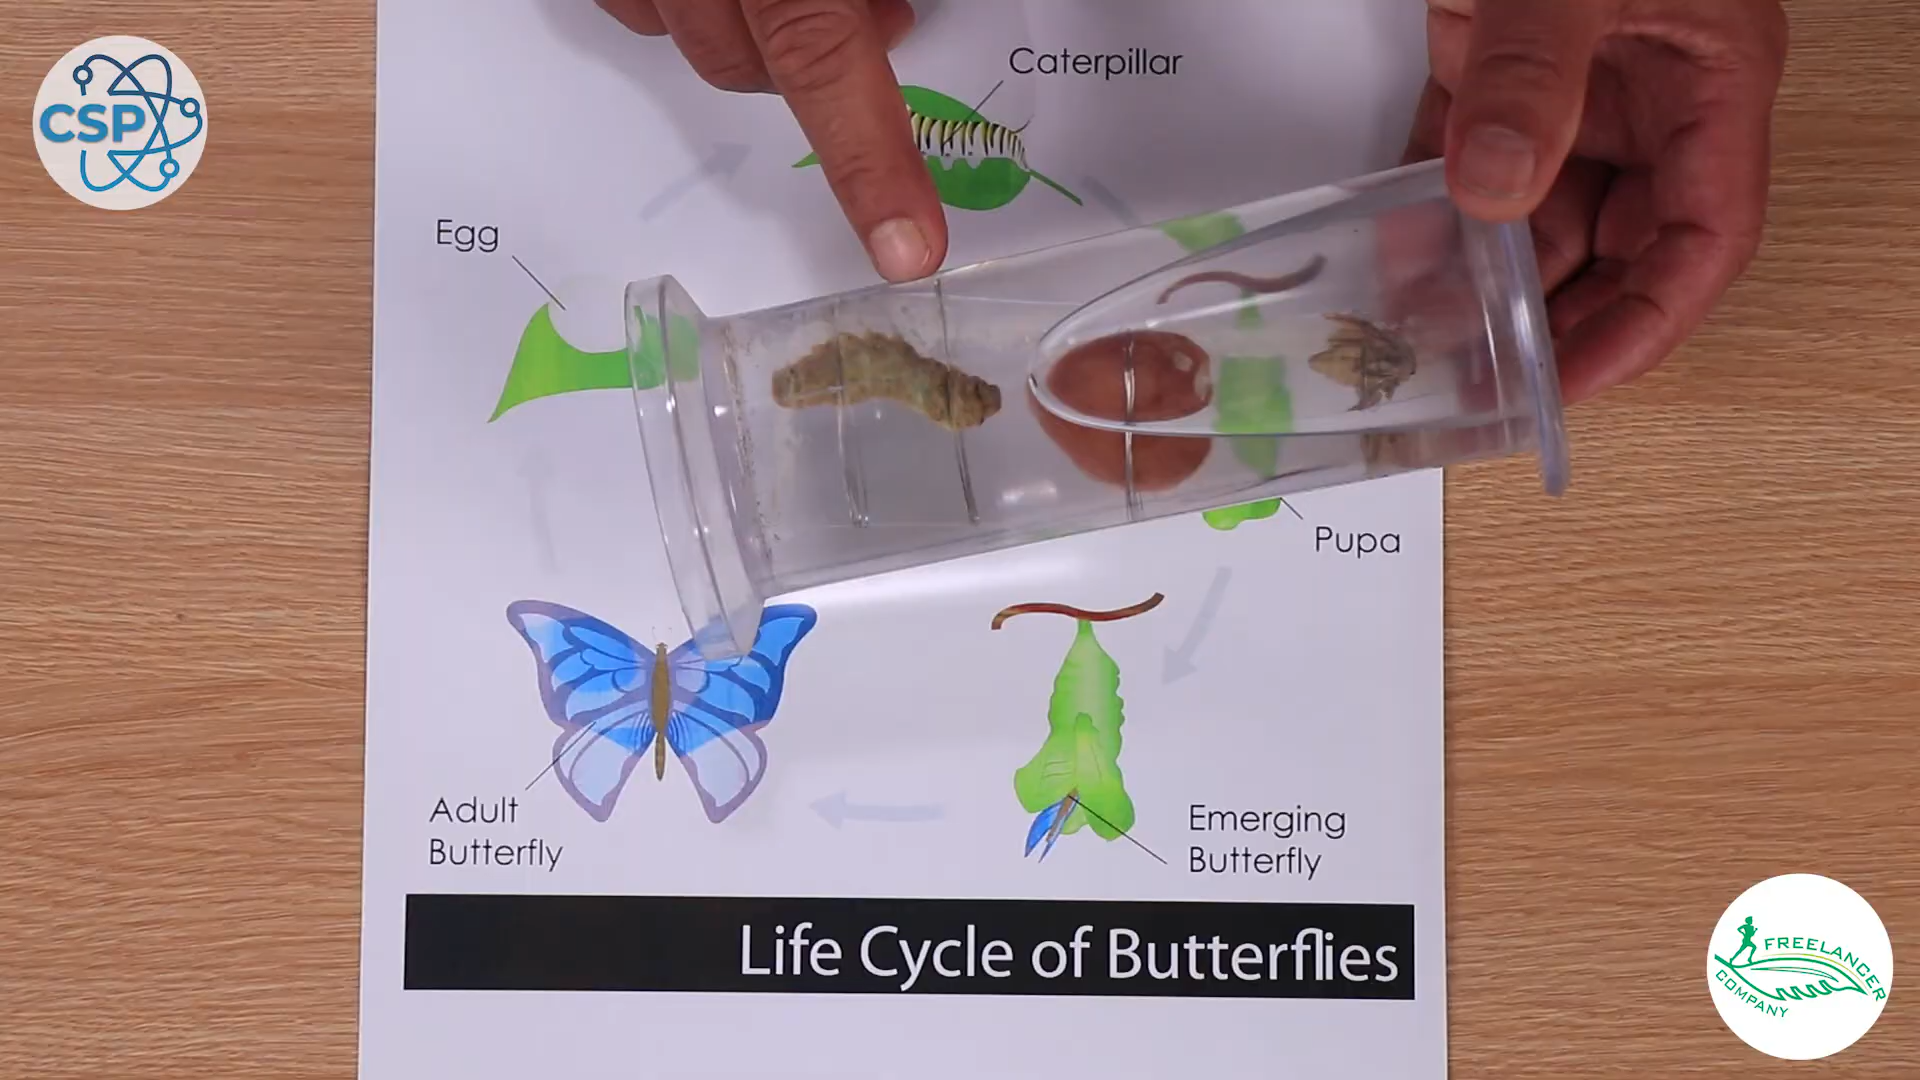 CSP
Caterpillar
Egg
Pupa
Adult
Butterfly
Emerging
Butterfly
Life Cycle of Butterflies
FREELANCER
COMPANY